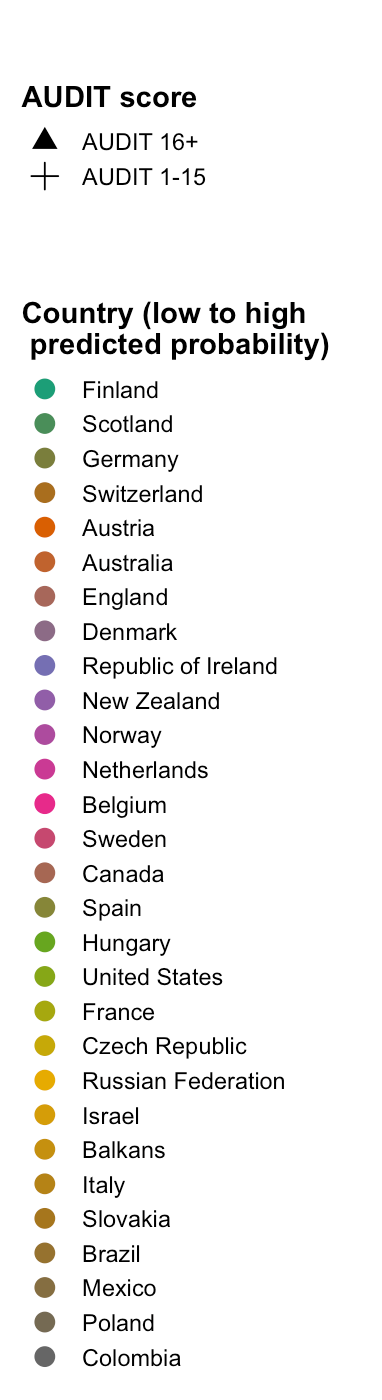 AUDIT score
AUDIT 16+
AUDIT 1-15
Country (low to high
predicted probability)
Finland
Scotland
Germany
Switzerland
Austria
Australia
England
Denmark
Republic of Ireland
New Zealand
Norway
Netherlands
Belgium
Sweden
Canada
Spain
Hungary
United States
France
Czech Republic
Russian Federation
Israel
Balkans
Italy
Slovakia
Brazil
Mexico
Poland
Colombia